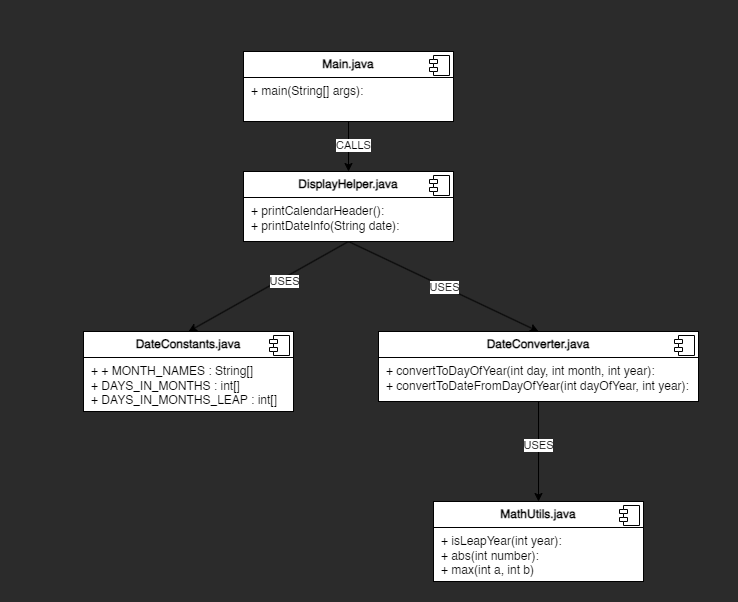 Main.java
+ main(String[] args):
CALLS
DisplayHelper.java
+ printCalendarHeader():
+ printDateInfo(String date):
USES
USES
DateConstants.java
+ + MONTH_NAMES : String[]
+ DAYS_IN_MONTHS : int[]
+ DAYS_IN_MONTHS_LEAP : int[]
DateConverter.java
+ convertToDayOfYear(int day, int month, int year):
+ convertToDateFromDayOfYear(int dayOfYear, int year):
USES
MathUtils.java
+ isLeapYear(int year):
+ abs(int number):
+ max(int a, int b)